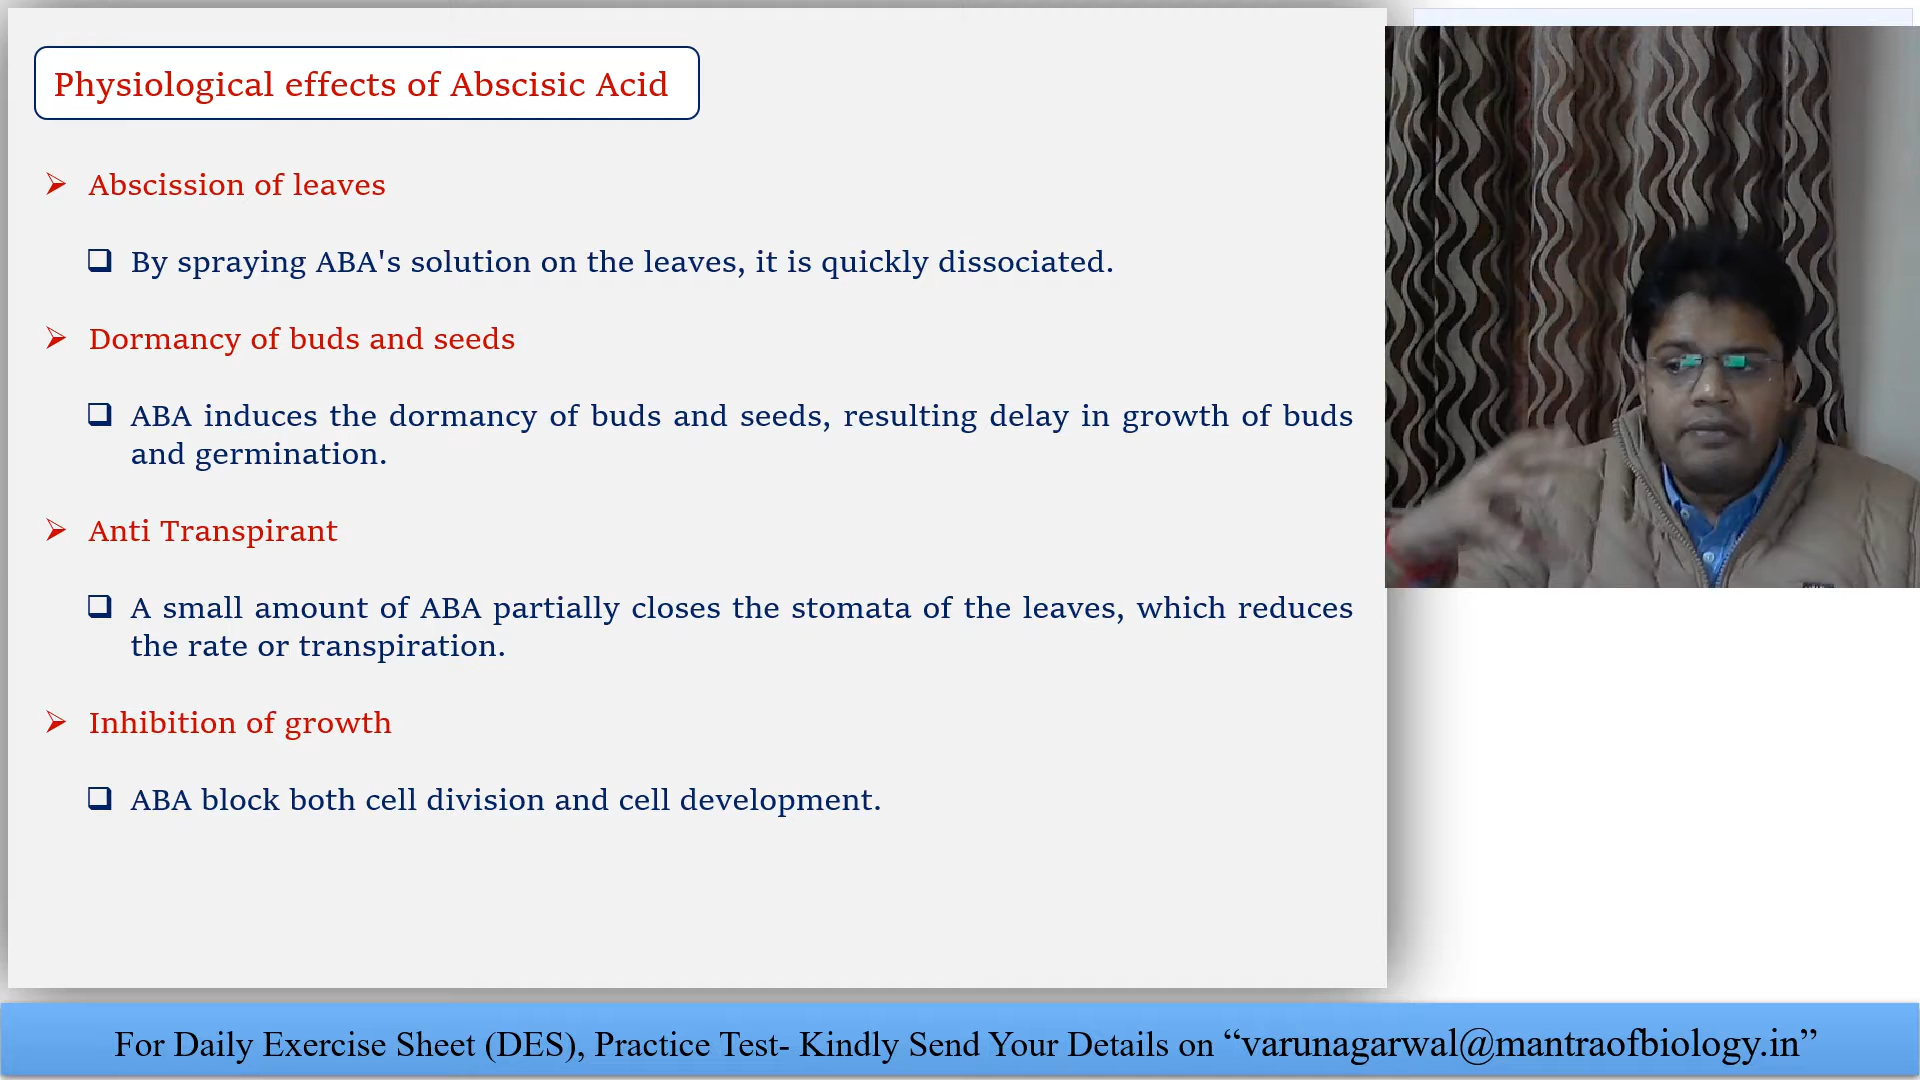 Physiological effects of Abscisic Acid
Abscission of leaves
By spraying ABA's solution on the leaves, it is quickly dissociated.
Dormancy of buds and seeds
ABA induces the dormancy of buds and seeds, resulting delay in growth of buds
and germination.
Anti Transpirant
A small amount of ABA partially closes the stomata of the leaves, which reduces
the rate or transpiration.
Inhibition of growth
ABA block both cell division and cell development.
For Daily Exercise Sheet (DES), Practice Test- Kindly Send Your Details on “varunagarwal@mantraofbiology.in”